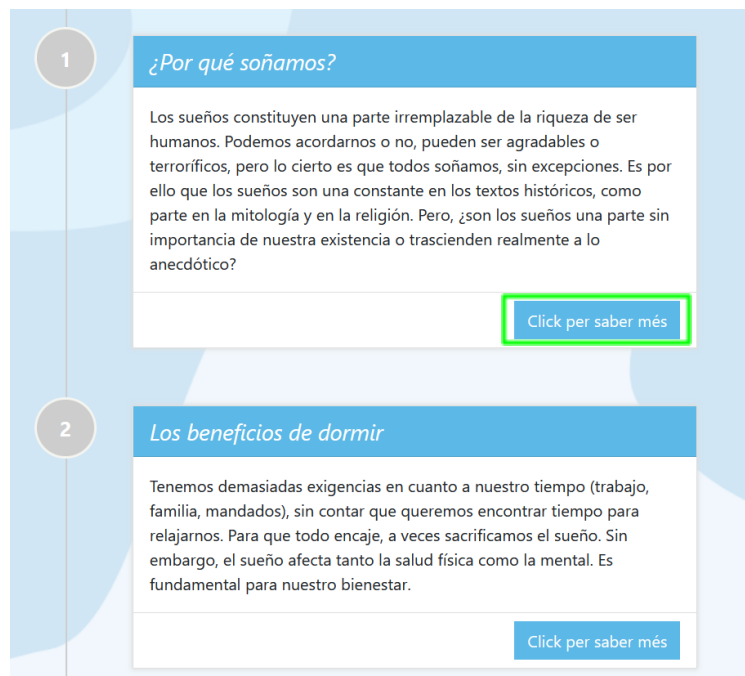 1
¿Por qué soñamos?
Los sueños constituyen una parte irremplazable de la riqueza de ser
humanos. Podemos acordarnos o no, pueden ser agradables o
terroríficos, pero lo cierto es que todos soñamos, sin excepciones. Es por
ello que los sueños son una constante en los textos históricos, como
parte en la mitología y en la religión. Pero, ¿son los sueños una parte sin
importancia de nuestra existencia o trascienden realmente a lo
anecdótico?
Click per saber més
2
Los beneficios de dormir
Tenemos demasiadas exigencias en cuanto a nuestro tiempo (trabajo,
familia, mandados), sin contar que queremos encontrar tiempo para
relajarnos. Para que todo encaje, a veces sacrificamos el sueño. Sin
embargo, el sueño afecta tanto la salud física como la mental. Es
fundamental para nuestro bienestar.
Click per saber més